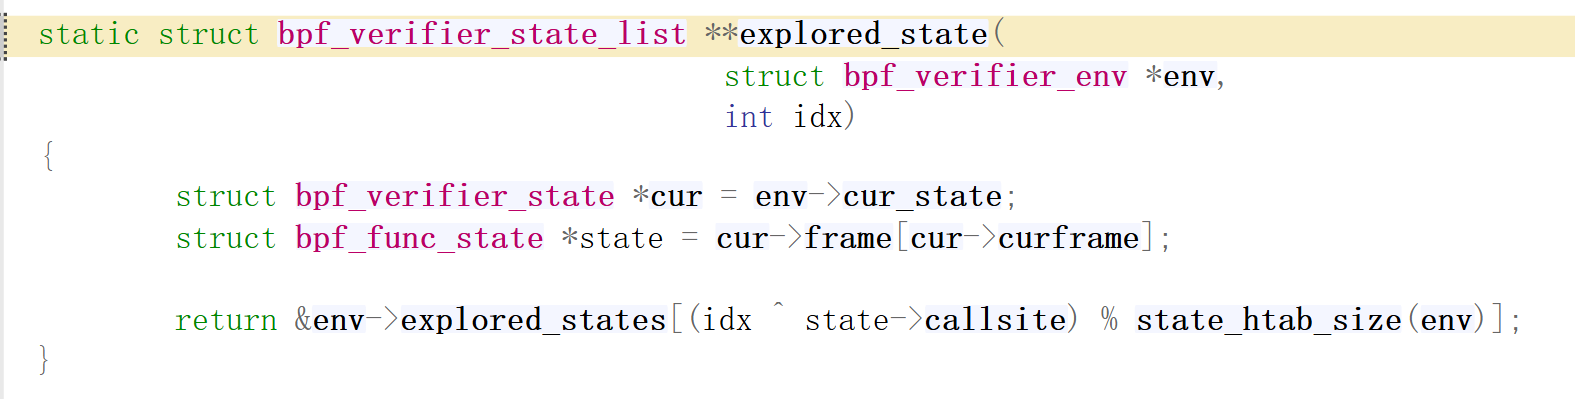 static struct bpf_verifier_state_list **explored_state(
struct bpf_verifier_env *env,
int idx)
{
struct bpf_verifier_state *cur = env->cur_state;
struct bpf_func_state *state = cur->frame[cur->curframe];
return &env->explored_states[(idx ^ state->callsite) % state_htab_size(env)];
}